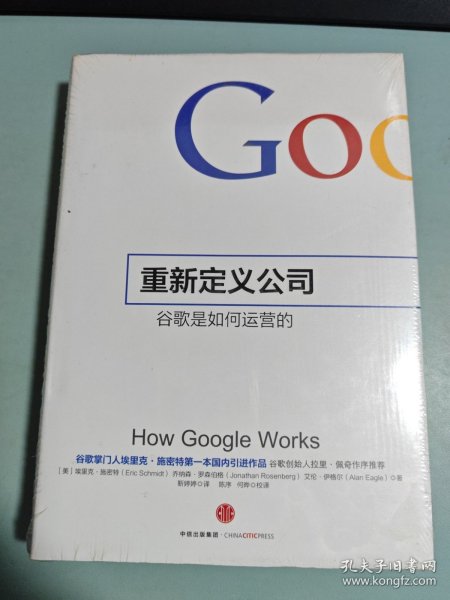 Goo
重新定义公司
谷歌是如何运营的
How Google Works
谷歌掌门人埃里克·施密特第一本国内引进作品 谷歌创始人拉里·佩奇作序推荐
［美］埃里克·施密特（Eric Schmidt） 乔纳森·罗森伯格（Jonathan Rosenberg） 艾伦·伊格尔（Alan Eagle）著
靳婷婷 译 陈序 何晔 校译
中信出版集团·CHINACITICPRESS
孔夫子旧书网
www.kongfz.com